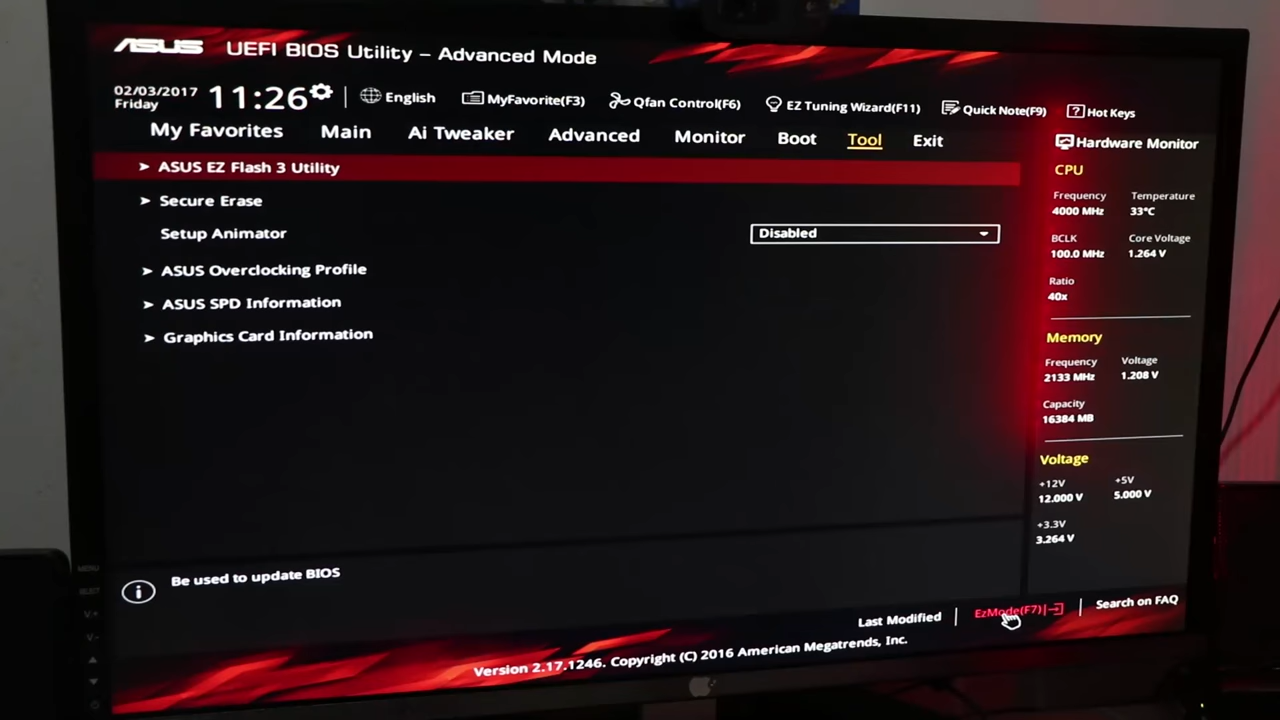 ASUS UEFI BIOS Utility – Advanced Mode
02/03/2017
Friday
11:26
English
MyFavorite(F3)
Qfan Control(F6)
EZ Tuning Wizard(F11)
Quick Note(F9)
? Hot Keys
My Favorites
Main
Ai Tweaker
Advanced
Monitor
Boot
Tool
Exit
ASUS EZ Flash 3 Utility
Secure Erase
Setup Animator
Disabled
ASUS Overclocking Profile
ASUS SPD Information
Graphics Card Information
Hardware Monitor
CPU
Frequency Temperature
4000 MHz 33°C
BCLK Core Voltage
100.0 MHz 1.264 V
Ratio
40x
Memory
Frequency Voltage
2133 MHz 1.208 V
Capacity
16384 MB
Voltage
+12V +5V
12.000 V 5.000 V
+3.3V
3.264 V
i Be used to update BIOS
Last Modified
EzMode(F7)
Search on FAQ
Version 2.17.1246. Copyright (C) 2016 American Megatrends, Inc.
MENU
V+
V-